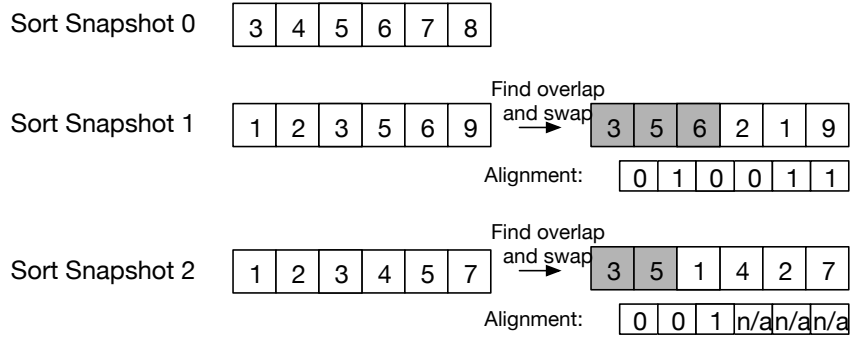 Sort Snapshot 0 3 4 5 6 7 8
Find overlap
Sort Snapshot 1 1 2 3 5 6 9 and swap 3 5 6 2 1 9
Alignment: 0 1 0 0 1 1
Find overlap
Sort Snapshot 2 1 2 3 4 5 7 and swap 3 5 1 4 2 7
Alignment: 0 0 1 n/a n/a n/a